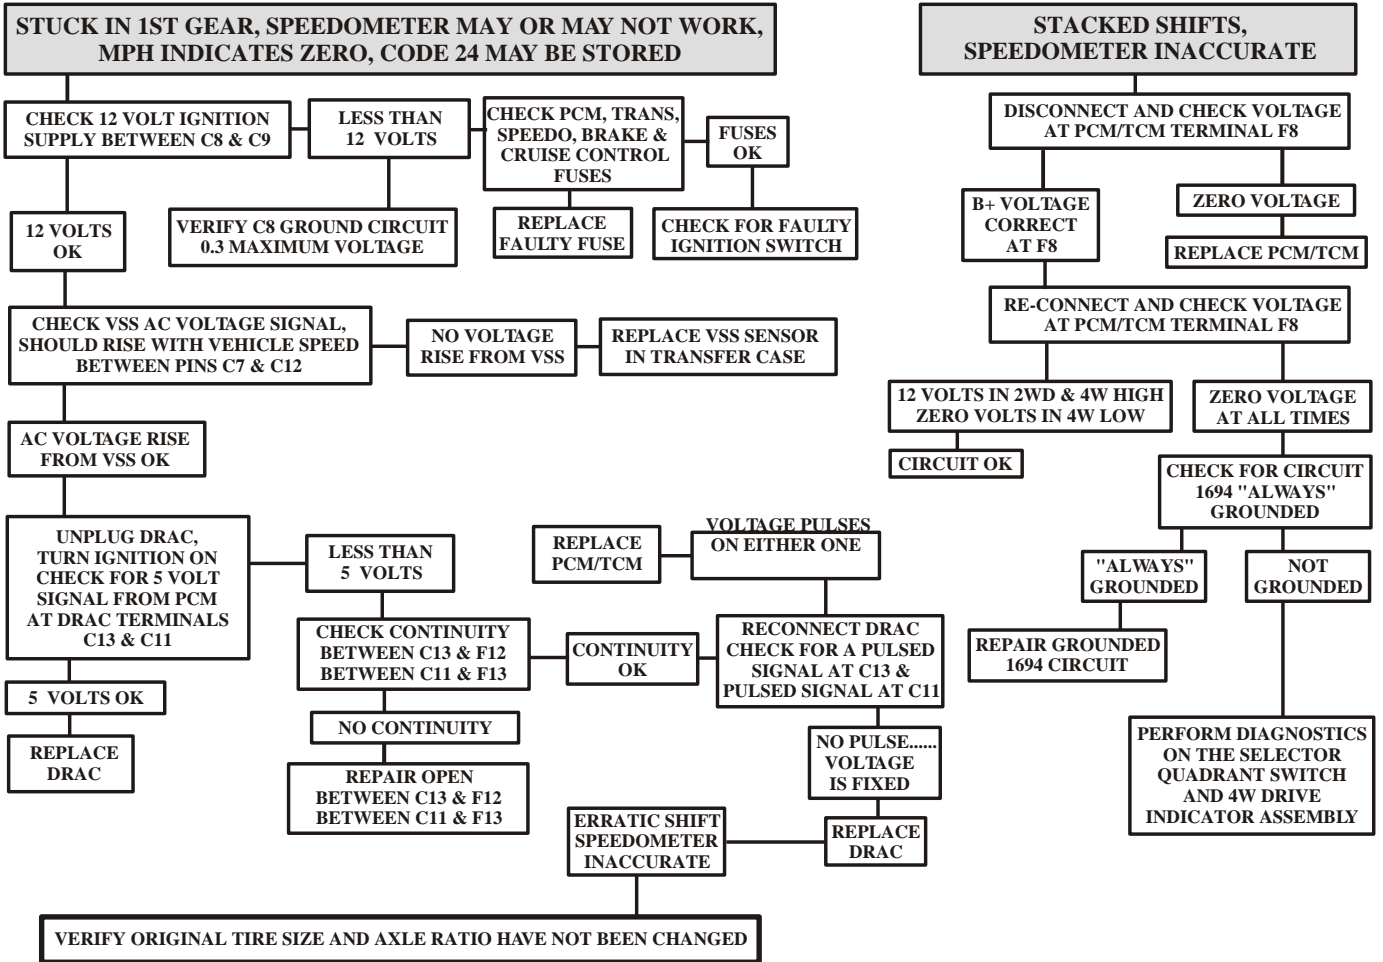 STUCK IN 1ST GEAR, SPEEDOMETER MAY OR MAY NOT WORK,
MPH INDICATES ZERO, CODE 24 MAY BE STORED
CHECK 12 VOLT IGNITION
SUPPLY BETWEEN C8 & C9
LESS THAN
12 VOLTS
CHECK PCM, TRANS,
SPEEDO, BRAKE &
CRUISE CONTROL
FUSES
FUSES
OK
12 VOLTS
OK
VERIFY C8 GROUND CIRCUIT
0.3 MAXIMUM VOLTAGE
REPLACE
FAULTY FUSE
CHECK FOR FAULTY
IGNITION SWITCH
CHECK VSS AC VOLTAGE SIGNAL,
SHOULD RISE WITH VEHICLE SPEED
BETWEEN PINS C7 & C12
NO VOLTAGE
RISE FROM VSS
REPLACE VSS SENSOR
IN TRANSFER CASE
AC VOLTAGE RISE
FROM VSS OK
UNPLUG DRAC,
TURN IGNITION ON
CHECK FOR 5 VOLT
SIGNAL FROM PCM
AT DRAC TERMINALS
C13 & C11
LESS THAN
5 VOLTS
REPLACE
PCM/TCM
VOLTAGE PULSES
ON EITHER ONE
CHECK CONTINUITY
BETWEEN C13 & F12
BETWEEN C11 & F13
CONTINUITY
OK
RECONNECT DRAC
CHECK FOR A PULSED
SIGNAL AT C13 &
PULSED SIGNAL AT C11
5 VOLTS OK
REPLACE
DRAC
NO CONTINUITY
REPAIR OPEN
BETWEEN C13 & F12
BETWEEN C11 & F13
NO PULSE......
VOLTAGE
IS FIXED
ERRATIC SHIFT
SPEEDOMETER
INACCURATE
REPLACE
DRAC
VERIFY ORIGINAL TIRE SIZE AND AXLE RATIO HAVE NOT BEEN CHANGED
STACKED SHIFTS,
SPEEDOMETER INACCURATE
DISCONNECT AND CHECK VOLTAGE
AT PCM/TCM TERMINAL F8
B+ VOLTAGE
CORRECT
AT F8
ZERO VOLTAGE
REPLACE PCM/TCM
RE-CONNECT AND CHECK VOLTAGE
AT PCM/TCM TERMINAL F8
12 VOLTS IN 2WD & 4W HIGH
ZERO VOLTS IN 4W LOW
ZERO VOLTAGE
AT ALL TIMES
CIRCUIT OK
CHECK FOR CIRCUIT
1694 "ALWAYS"
GROUNDED
"ALWAYS"
GROUNDED
NOT
GROUNDED
REPAIR GROUNDED
1694 CIRCUIT
PERFORM DIAGNOSTICS
ON THE SELECTOR
QUADRANT SWITCH
AND 4W DRIVE
INDICATOR ASSEMBLY